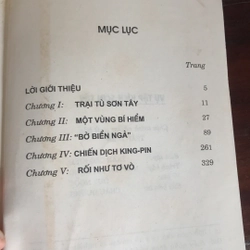 MỤC LỤC
Trang
LỜI GIỚI THIỆU 5
Chương I: TRẠI TÙ SƠN TÂY 11
Chương II: MỘT VÙNG BÍ HIỂM 27
Chương III: "BỜ BIỂN NGÀ" 89
Chương IV: CHIẾN DỊCH KING-PIN 261
Chương V: RỐI NHƯ TƠ VÒ 329